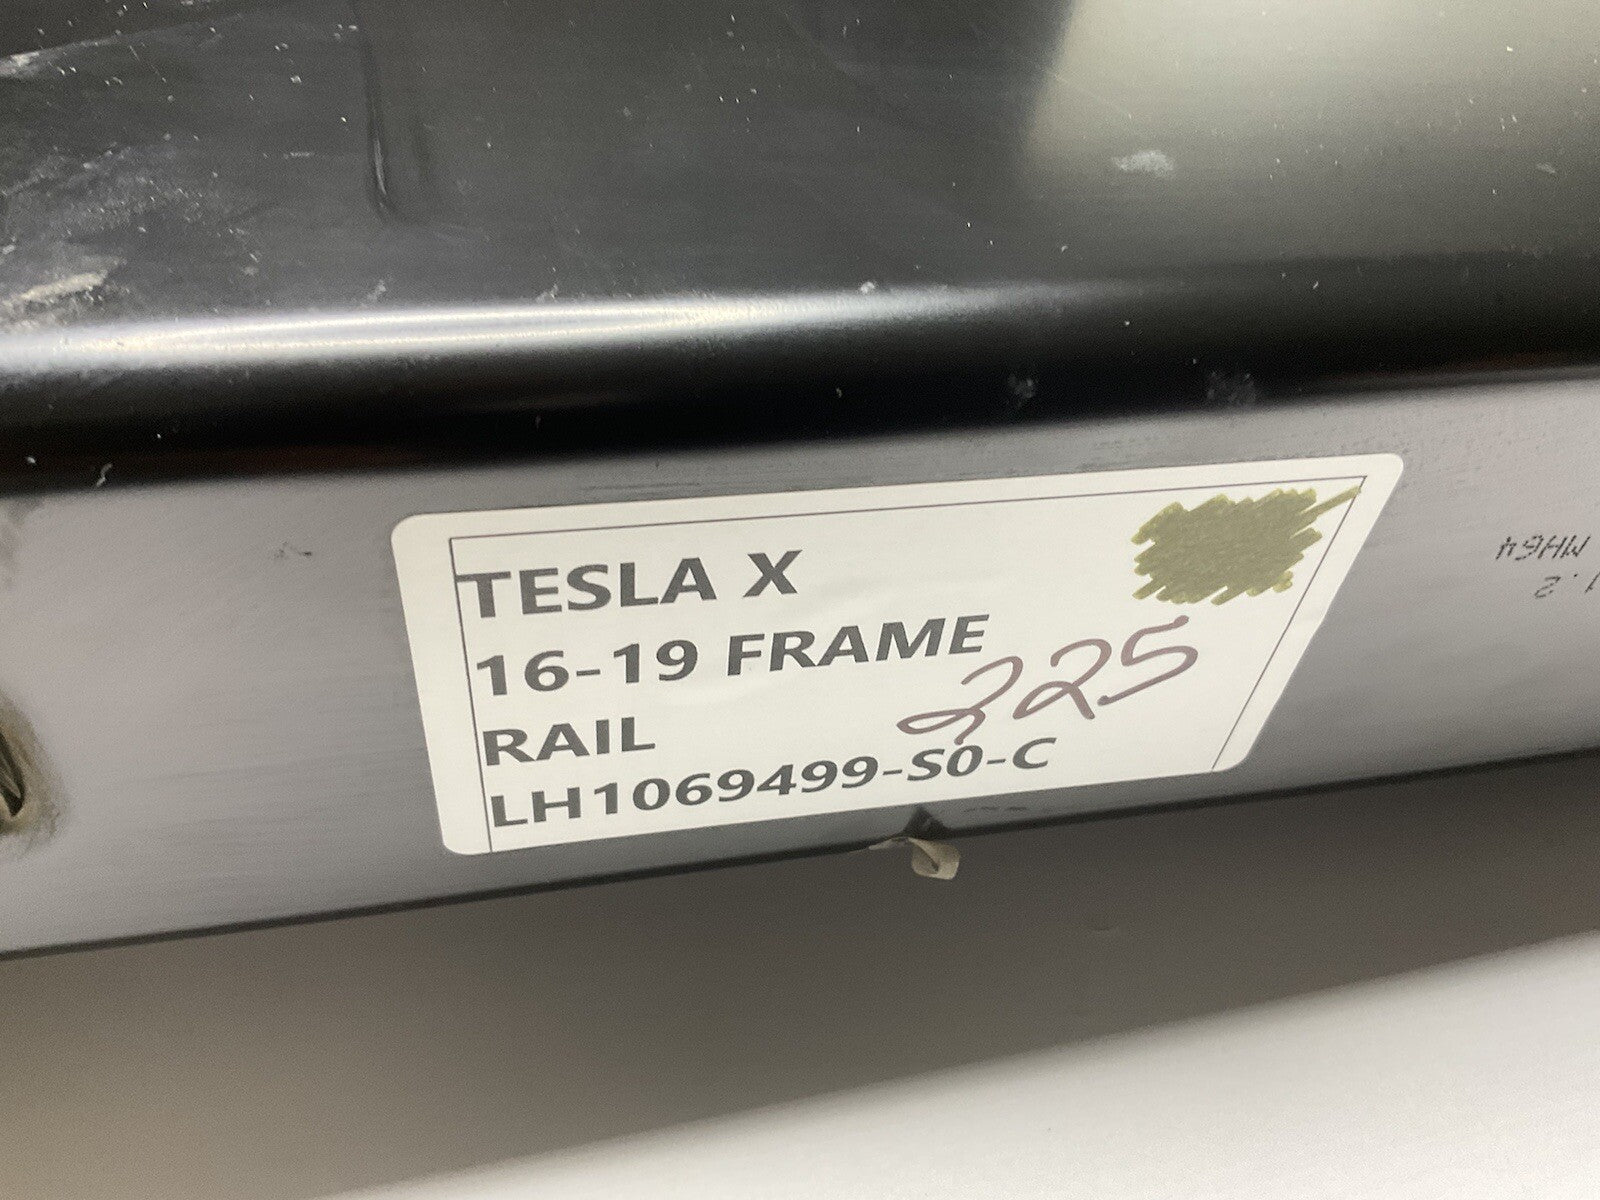 TESLA X
16-19 FRAME
RAIL
225
LH1069499-S0-C